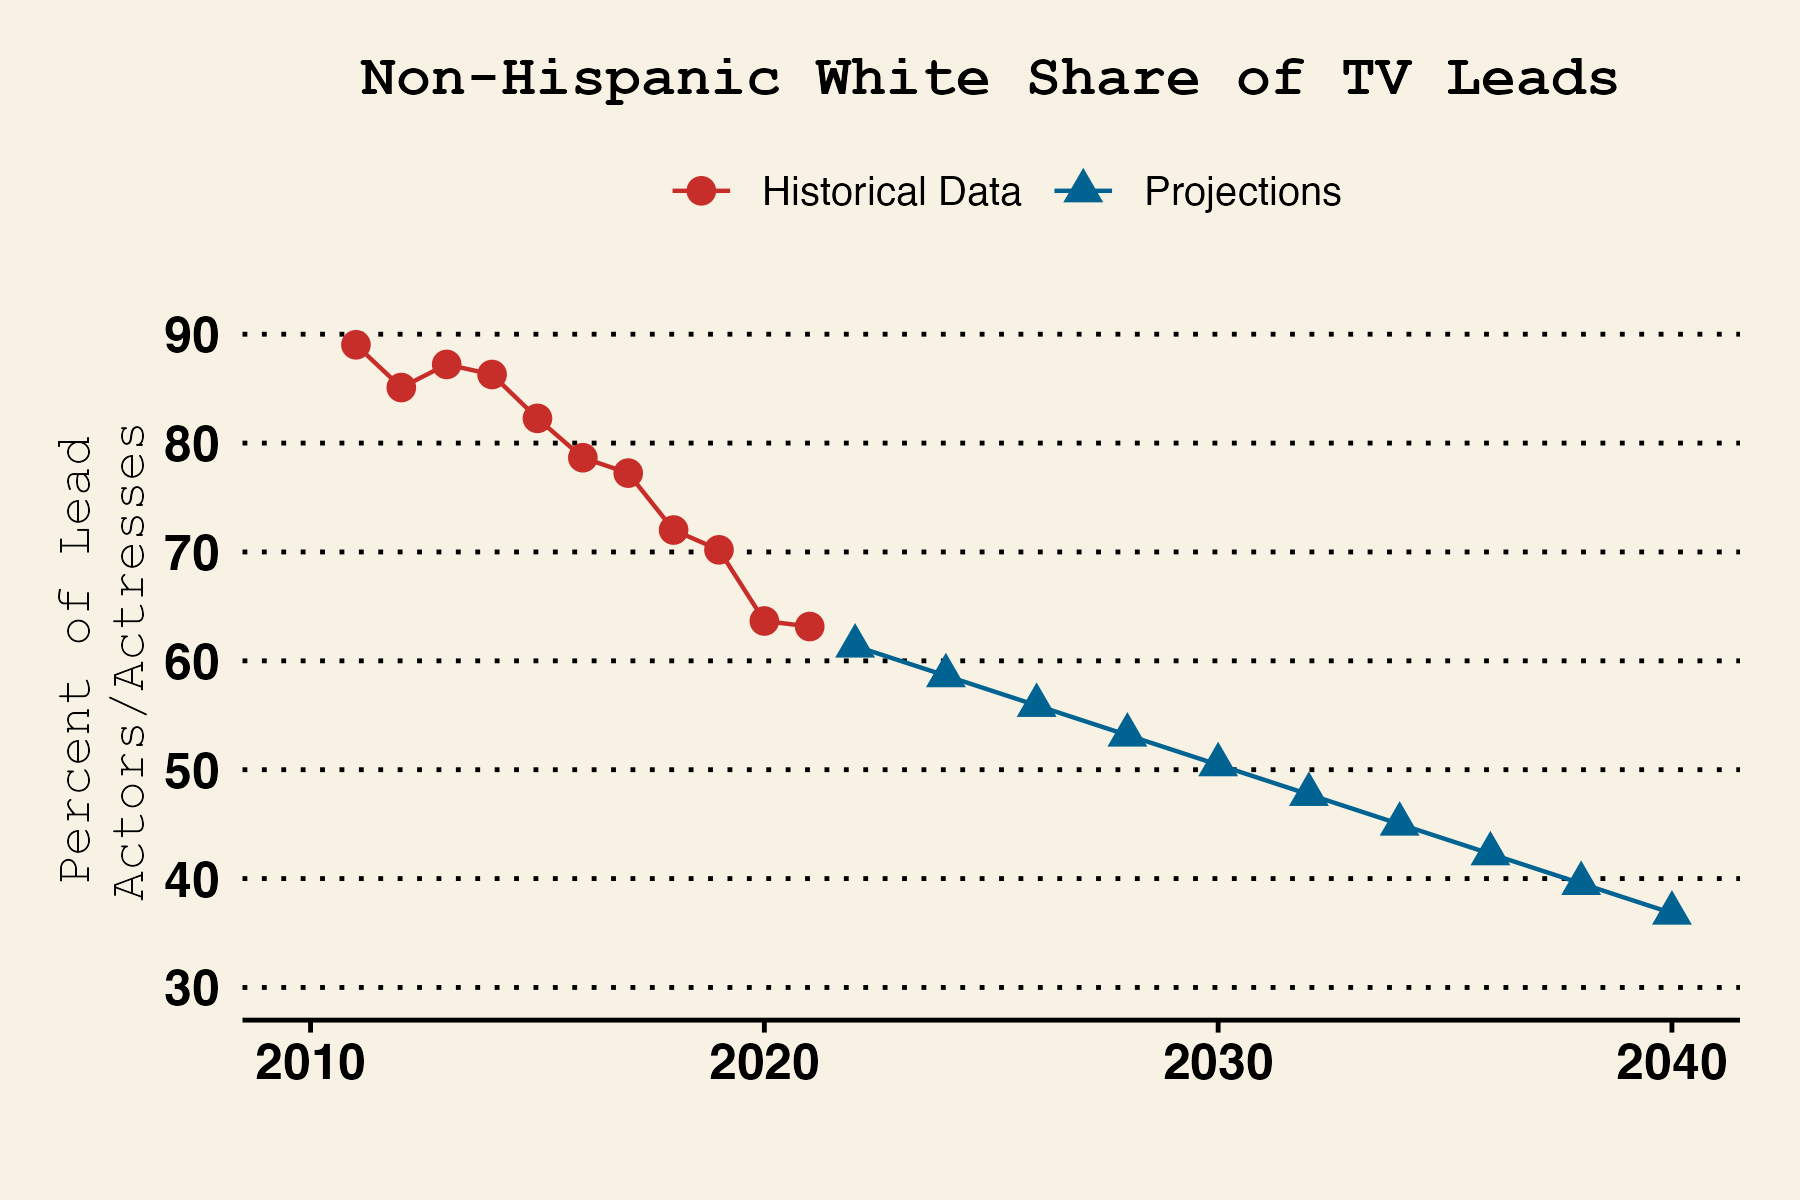 Non-Hispanic White Share of TV Leads
Historical Data Projections
Percent of Lead
Actors/Actresses
90
80
70
60
50
40
30
2010 2020 2030 2040